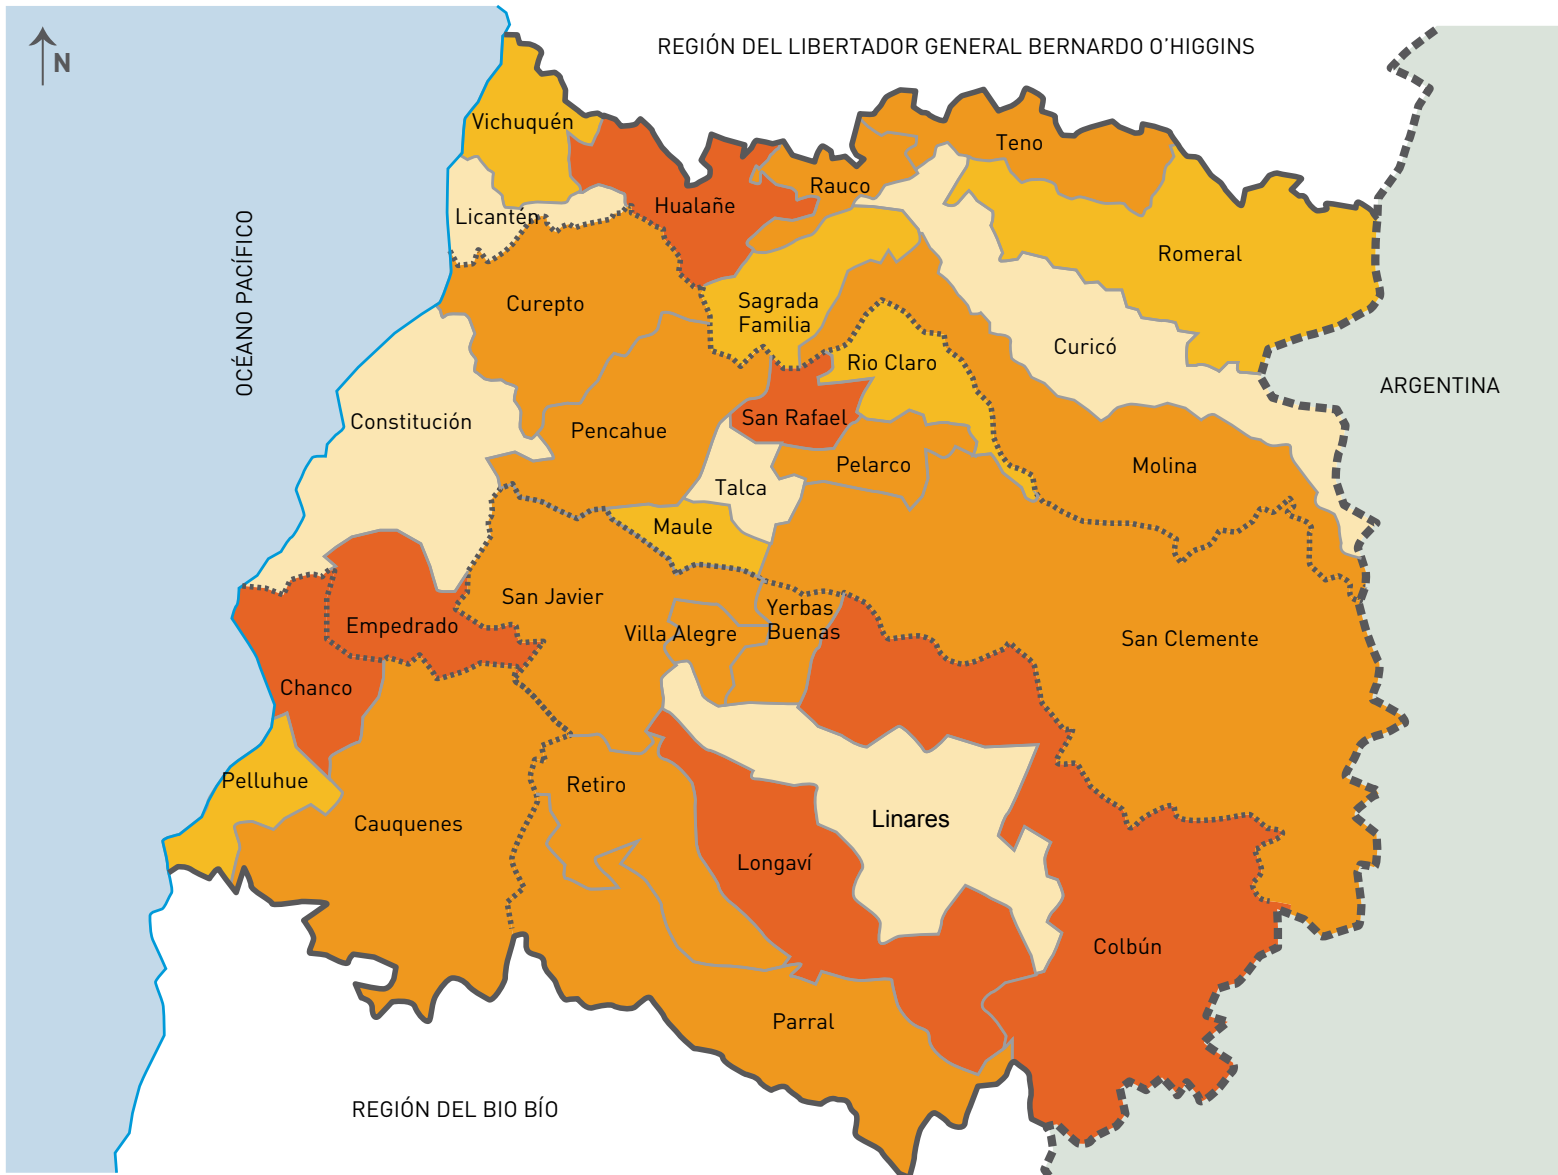 N
REGIÓN DEL LIBERTADOR GENERAL BERNARDO O'HIGGINS
Vichuquén
Teno
Rauco
Hualañe
Licantén
Romeral
OCÉANO PACÍFICO
Curepto
Sagrada
Familia
Curicó
Rio Claro
ARGENTINA
San Rafael
Constitución
Pencahue
Pelarco
Molina
Talca
Maule
San Javier
Yerbas
Buenas
Empedrado
Villa Alegre
San Clemente
Chanco
Pelluhue
Retiro
Linares
Cauquenes
Longaví
Colbún
Parral
REGIÓN DEL BIO BÍO